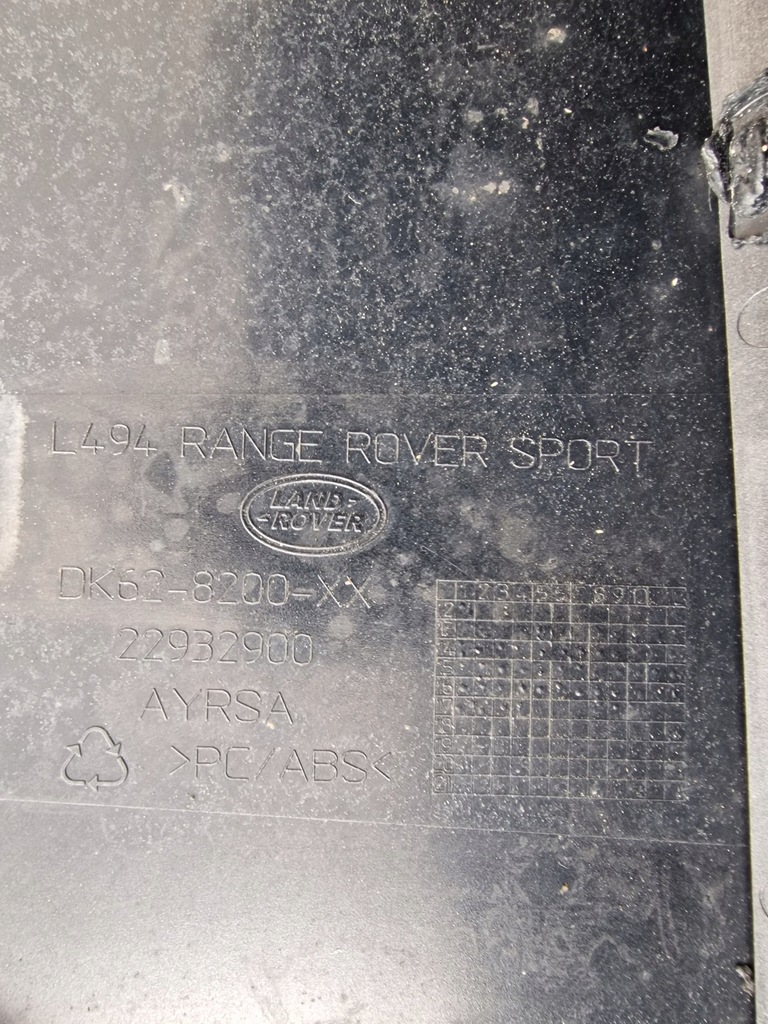 L494 RANGE ROVER SPORT
LAND-
-ROVER
DK62-8200-XX
22932900
AYRSA
>PC/ABS<